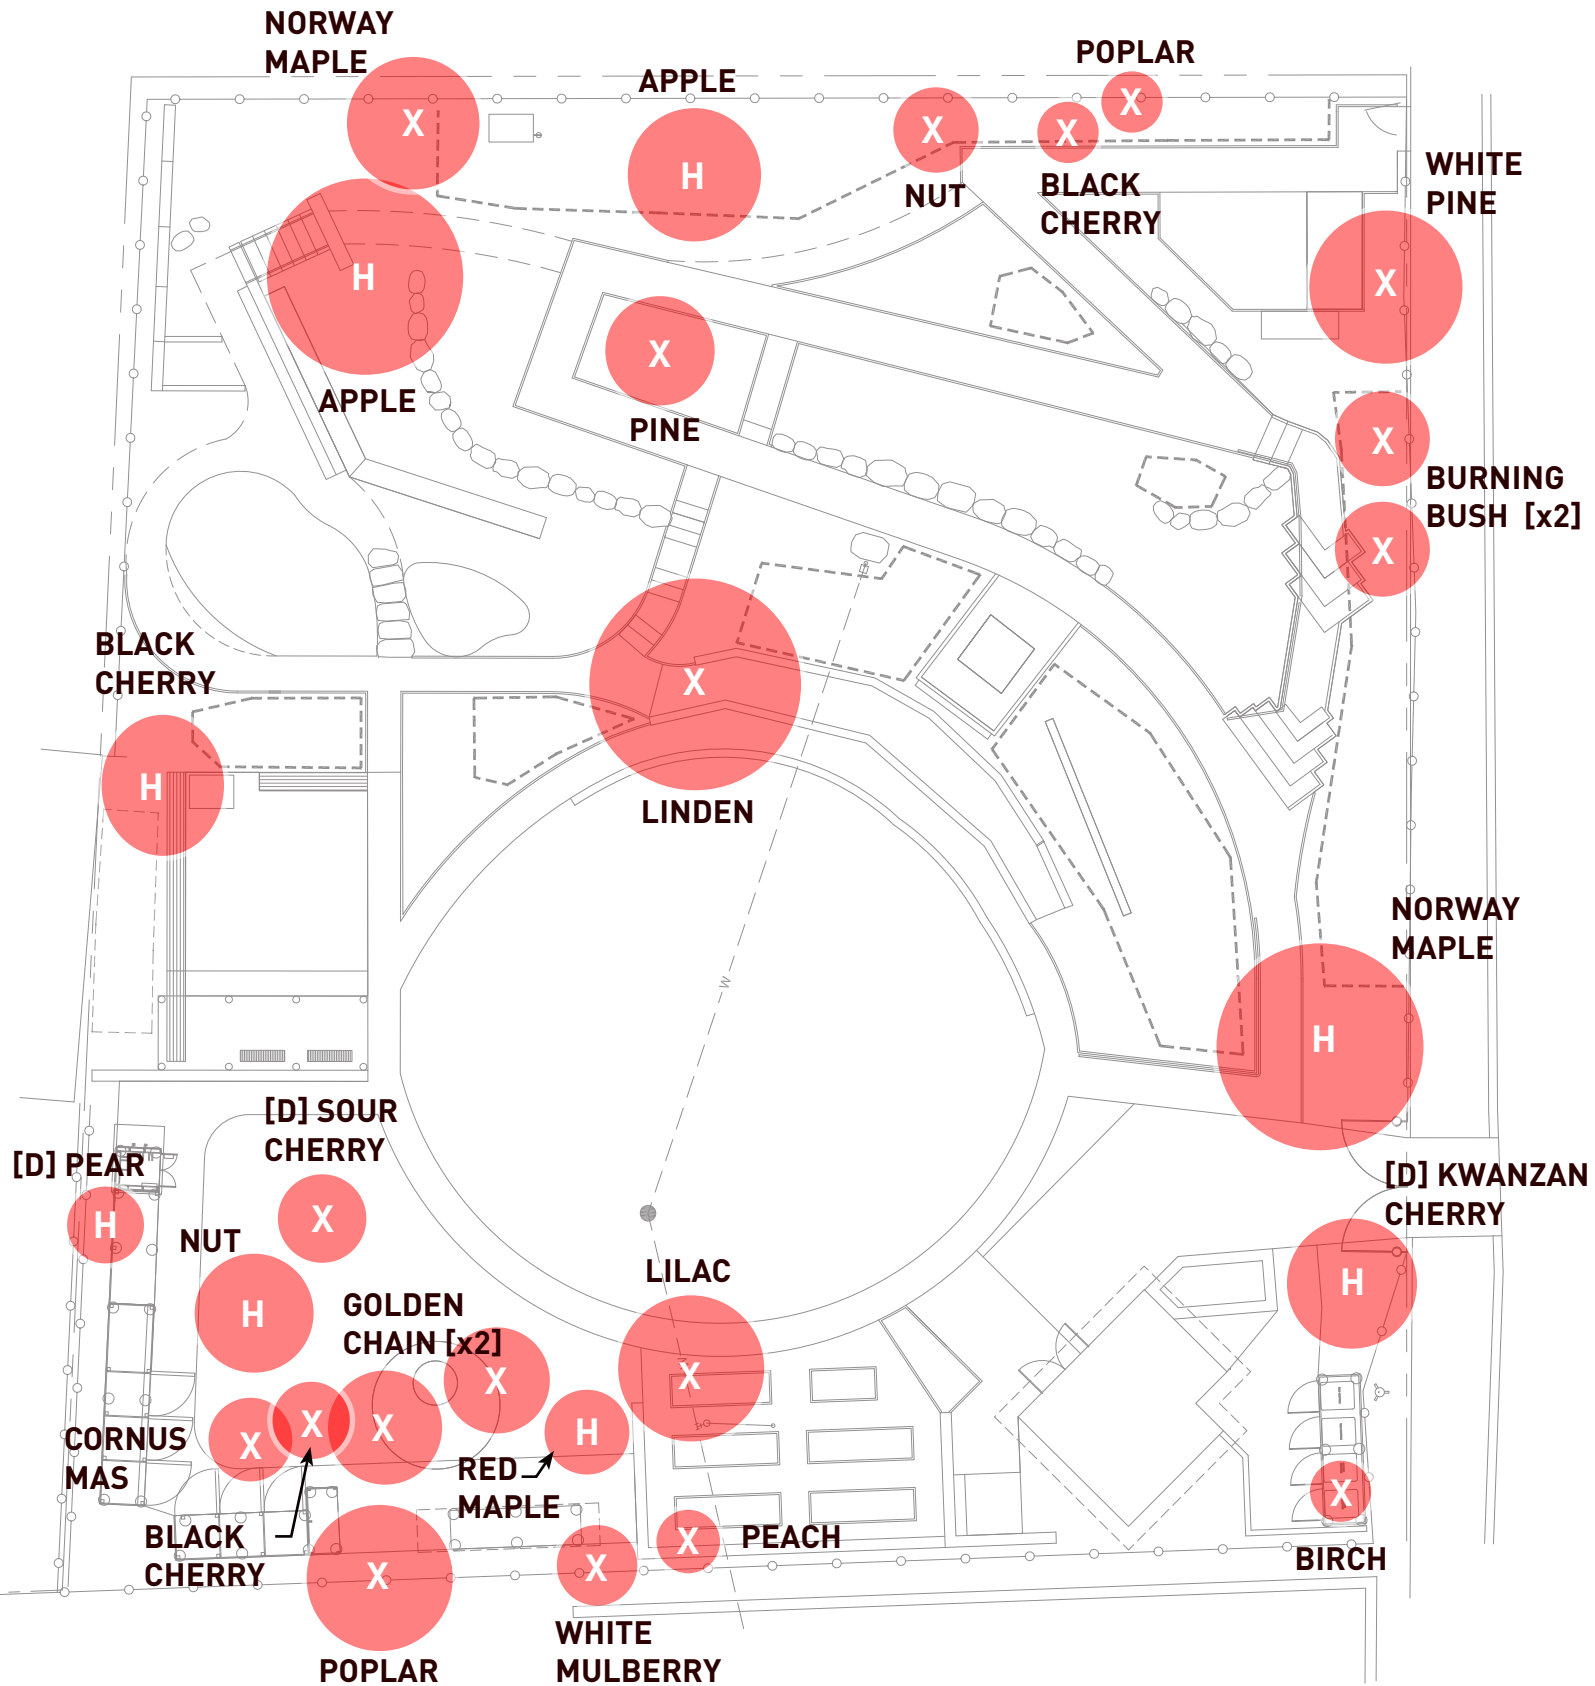 NORWAY
MAPLE
X
APPLE
H
POPLAR
X
X
NUT
X
BLACK
CHERRY
WHITE
PINE
X
H
APPLE
X
PINE
X
BURNING
BUSH [x2]
X
BLACK
CHERRY
H
X
LINDEN
W
NORWAY
MAPLE
H
[D] SOUR
CHERRY
X
[D] PEAR
H
NUT
H
[D] KWANZAN
CHERRY
H
LILAC
X
GOLDEN
CHAIN [x2]
X
X
CORNUS
MAS
X
X
BLACK
CHERRY
RED
MAPLE
H
POPLAR
X
WHITE
MULBERRY
X
PEACH
X
BIRCH
X